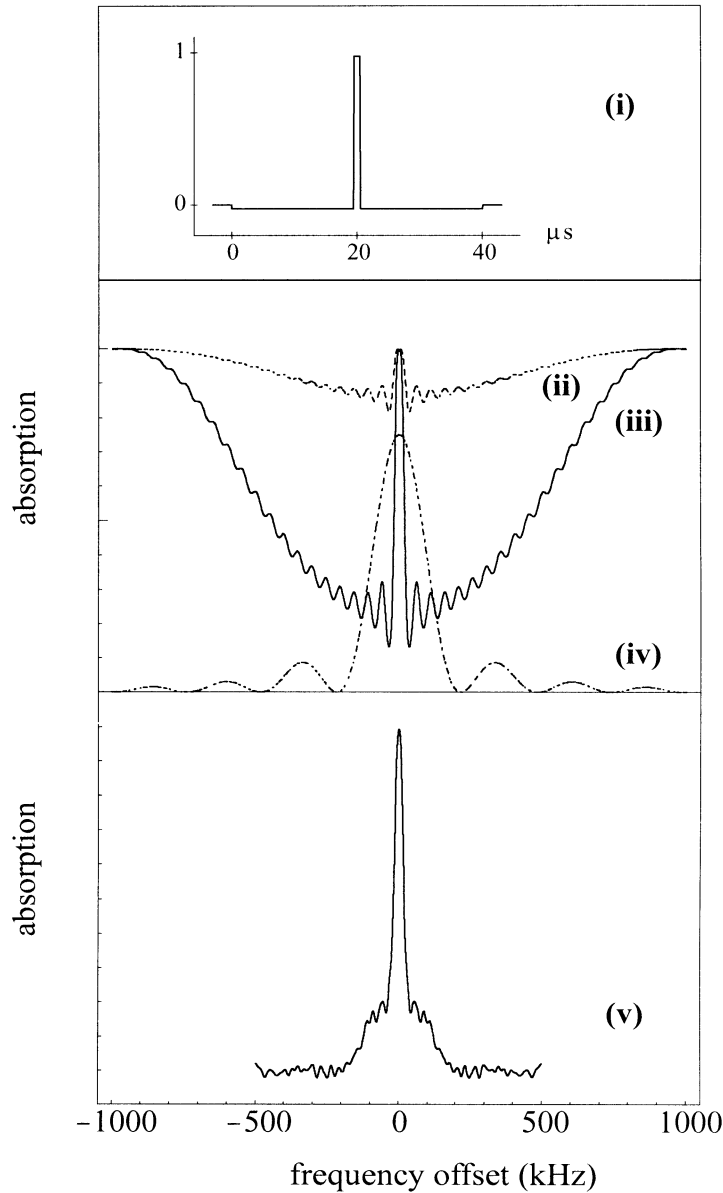 1
(i)
0
0 20 40
μs
absorption
(ii)
(iii)
(iv)
absorption
(v)
−1000 −500 0 500 1000
frequency offset (kHz)